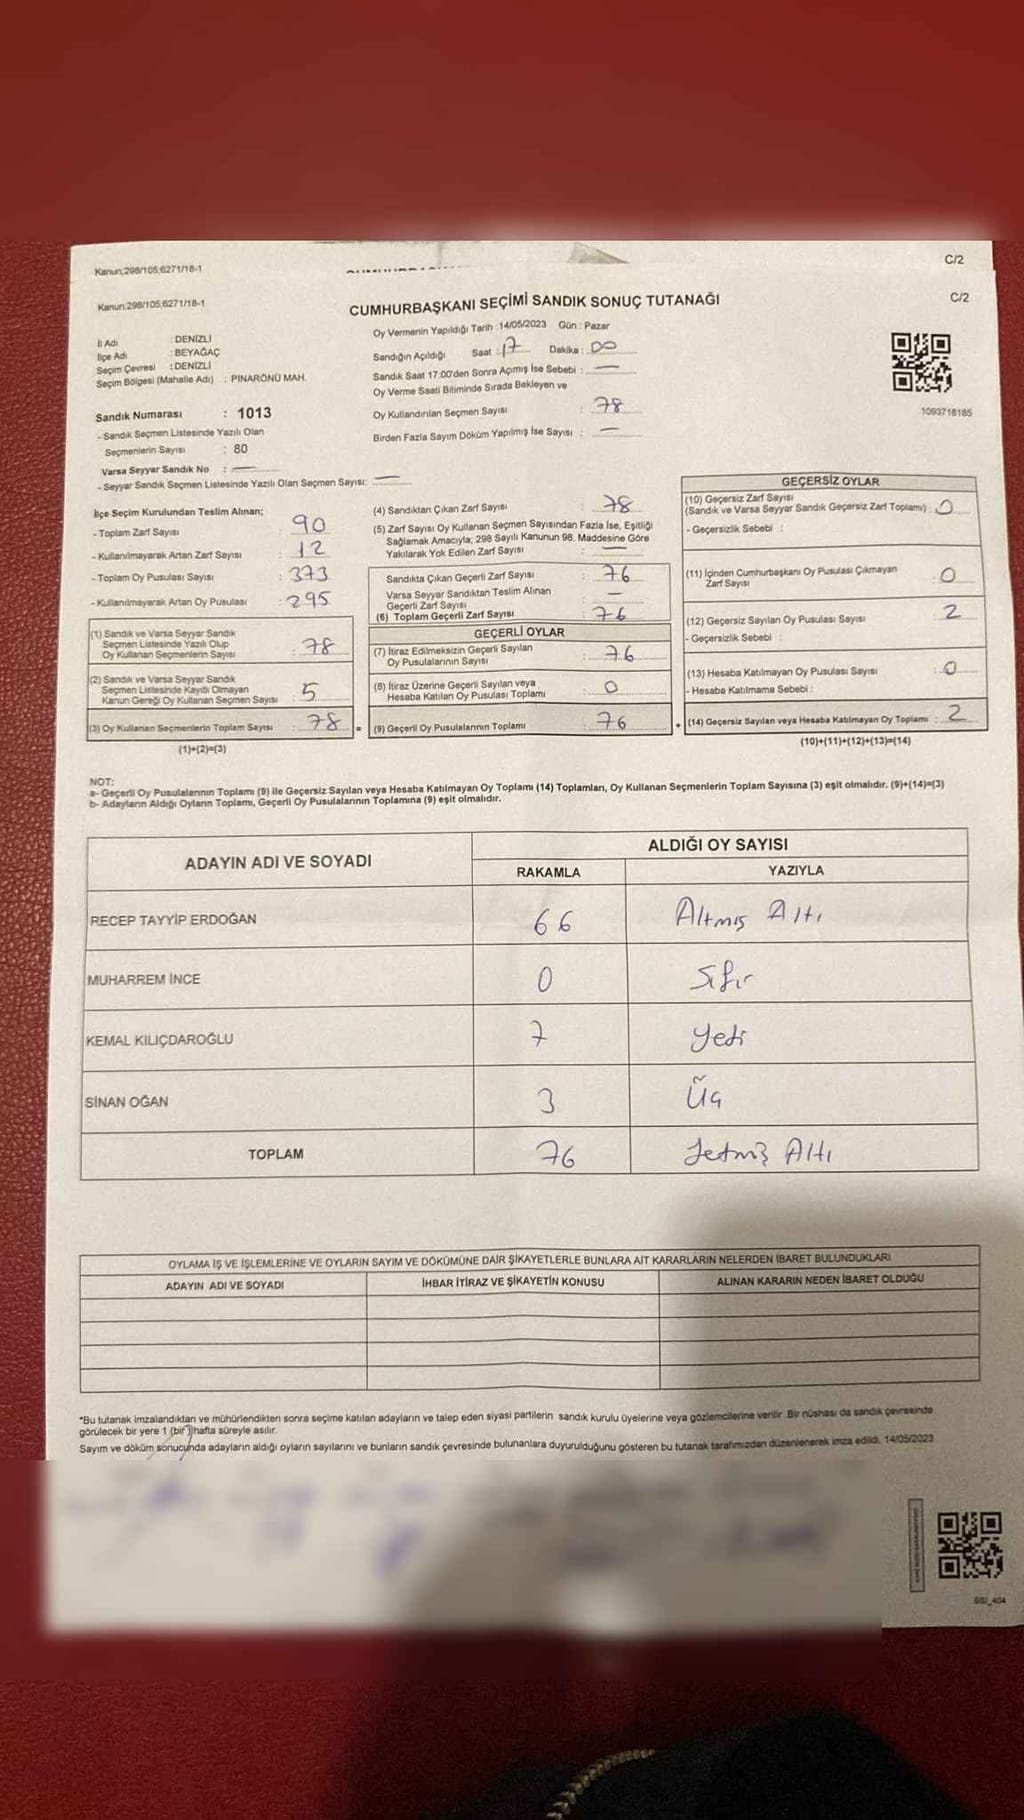 Kanun;298/105;6271/18-1
C/2
Kanun;298/105;6271/18-1
C/2
CUMHURBAŞKANI SEÇİMİ SANDIK SONUÇ TUTANAĞI
İl Adı : DENİZLİ
İlçe Adı : BEYAĞAÇ
Seçim Çevresi : DENİZLİ
Seçim Bölgesi (Mahalle Adı) : PINARÖNÜ MAH.
Sandık Numarası : 1013
- Sandık Seçmen Listesinde Yazılı Olan
Seçmenlerin Sayısı : 80
Varsa Seyyar Sandık No : —
- Seyyar Sandık Seçmen Listesinde Yazılı Olan Seçmen Sayısı: —
Oy Vermenin Yapıldığı Tarih : 14/05/2023 Gün : Pazar
Sandığın Açıldığı Saat : 17 Dakika : 00
Sandık Saat 17:00'den Sonra Açımış İse Sebebi : —
Oy Verme Saati Bitiminde Sırada Bekleyen ve
Oy Kullandırılan Seçmen Sayısı : 78
Birden Fazla Sayım Döküm Yapılmış İse Sayısı : —
1093718185
İlçe Seçim Kurulundan Teslim Alınan;
- Toplam Zarf Sayısı : 90
- Kullanılmayarak Artan Zarf Sayısı : 12
- Toplam Oy Pusulası Sayısı : 373
- Kullanılmayarak Artan Oy Pusulası : 295
(1) Sandık ve Varsa Seyyar Sandık
Seçmen Listesinde Yazılı Olup
Oy Kullanan Seçmenlerin Sayısı : 78
(2) Sandık ve Varsa Seyyar Sandık
Seçmen Listesinde Kayıtlı Olmayan
Kanun Gereği Oy Kullanan Seçmen Sayısı : 5
(3) Oy Kullanan Seçmenlerin Toplam Sayısı : 78 =
(1)+(2)=(3)
(4) Sandıktan Çıkan Zarf Sayısı : 78
(5) Zarf Sayısı Oy Kullanan Seçmen Sayısından Fazla İse, Eşitliği
Sağlamak Amacıyla; 298 Sayılı Kanunun 98. Maddesine Göre
Yakılarak Yok Edilen Zarf Sayısı : —
Sandıkta Çıkan Geçerli Zarf Sayısı : 76
Varsa Seyyar Sandıktan Teslim Alınan
Geçerli Zarf Sayısı : —
(6) Toplam Geçerli Zarf Sayısı : 76
GEÇERLİ OYLAR
(7) İtiraz Edilmeksizin Geçerli Sayılan
Oy Pusulalarının Sayısı : 76
(8) İtiraz Üzerine Geçerli Sayılan veya
Hesaba Katılan Oy Pusulası Toplamı : 0
(9) Geçerli Oy Pusulalarının Toplamı : 76 +
GEÇERSİZ OYLAR
(10) Geçersiz Zarf Sayısı
(Sandık ve Varsa Seyyar Sandık Geçersiz Zarf Toplamı) : 0
- Geçersizlik Sebebi :
(11) İçinden Cumhurbaşkanı Oy Pusulası Çıkmayan
Zarf Sayısı : 0
(12) Geçersiz Sayılan Oy Pusulası Sayısı : 2
- Geçersizlik Sebebi :
(13) Hesaba Katılmayan Oy Pusulası Sayısı : 0
- Hesaba Katılmama Sebebi :
(14) Geçersiz Sayılan veya Hesaba Katılmayan Oy Toplamı : 2
(10)+(11)+(12)+(13)=(14)
NOT:
a- Geçerli Oy Pusulalarının Toplamı (9) ile Geçersiz Sayılan veya Hesaba Katılmayan Oy Toplamı (14) Toplamları, Oy Kullanan Seçmenlerin Toplam Sayısına (3) eşit olmalıdır. (9)+(14)=(3)
b- Adayların Aldığı Oyların Toplamı, Geçerli Oy Pusulalarının Toplamına (9) eşit olmalıdır.
ADAYIN ADI VE SOYADI
ALDIĞI OY SAYISI
RAKAMLA YAZIYLA
RECEP TAYYİP ERDOĞAN 66 Altmış Altı
MUHARREM İNCE 0 Sıfır
KEMAL KILIÇDAROĞLU 7 Yedi
SİNAN OĞAN 3 Üç
TOPLAM 76 Yetmiş Altı
OYLAMA İŞ VE İŞLEMLERİNE VE OYLARIN SAYIM VE DÖKÜMÜNE DAİR ŞİKAYETLERLE BUNLARA AİT KARARLARIN NELERDEN İBARET BULUNDUKLARI
ADAYIN ADI VE SOYADI İHBAR İTİRAZ VE ŞİKAYETİN KONUSU ALINAN KARARIN NEDEN İBARET OLDUĞU
*Bu tutanak imzalandıktan ve mühürlendikten sonra seçime katılan adayların ve talep eden siyasi partilerin sandık kurulu üyelerine veya gözlemcilerine verilir. Bir nüshası da sandık çevresinde
görülecek bir yere 1 (bir) hafta süreyle asılır.
Sayım ve döküm sonucunda adayların aldığı oyların sayılarını ve bunların sandık çevresinde bulunanlara duyurulduğunu gösteren bu tutanak tarafımızdan düzenlenerek imza edildi. 14/05/2023